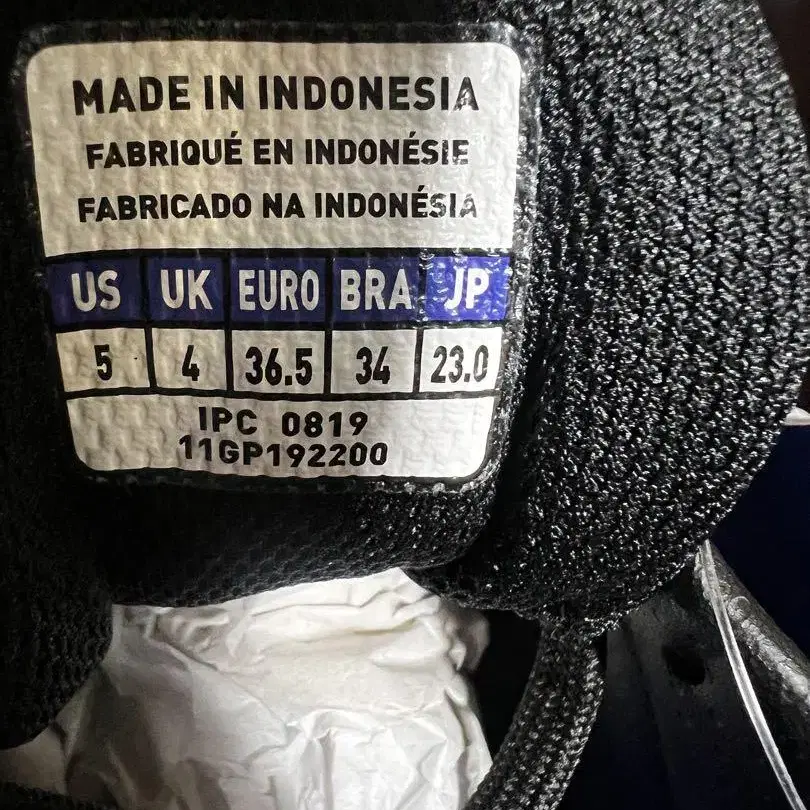 MADE IN INDONESIA
FABRIQUÉ EN INDONÉSIE
FABRICADO NA INDONÉSIA
US UK EURO BRA JP
5 4 36.5 34 23.0
IPC 0819
11GP192200